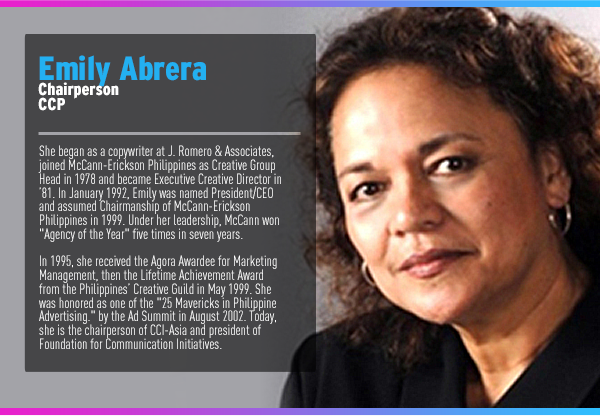 Emily Abrera
Chairperson
CCP
She began as a copywriter at J. Romero & Associates,
joined McCann-Erickson Philippines as Creative Group
Head in 1978 and became Executive Creative Director in
'81. In January 1992, Emily was named President/CEO
and assumed Chairmanship of McCann-Erickson
Philippines in 1999. Under her leadership, McCann won
"Agency of the Year" five times in seven years.
In 1995, she received the Agora Awardee for Marketing
Management, then the Lifetime Achievement Award
from the Philippines' Creative Guild in May 1999. She
was honored as one of the "25 Mavericks in Philippine
Advertising." by the Ad Summit in August 2002. Today,
she is the chairperson of CCI-Asia and president of
Foundation for Communication Initiatives.